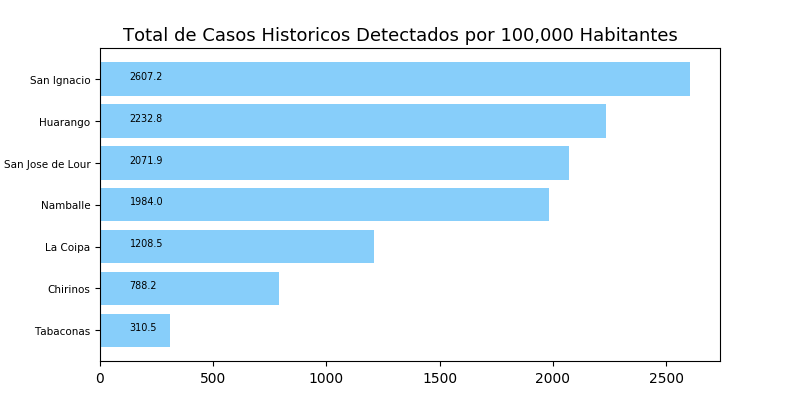 Total de Casos Historicos Detectados por 100,000 Habitantes
San Ignacio 2607.2
Huarango 2232.8
San Jose de Lour 2071.9
Namballe 1984.0
La Coipa 1208.5
Chirinos 788.2
Tabaconas 310.5
0 500 1000 1500 2000 2500